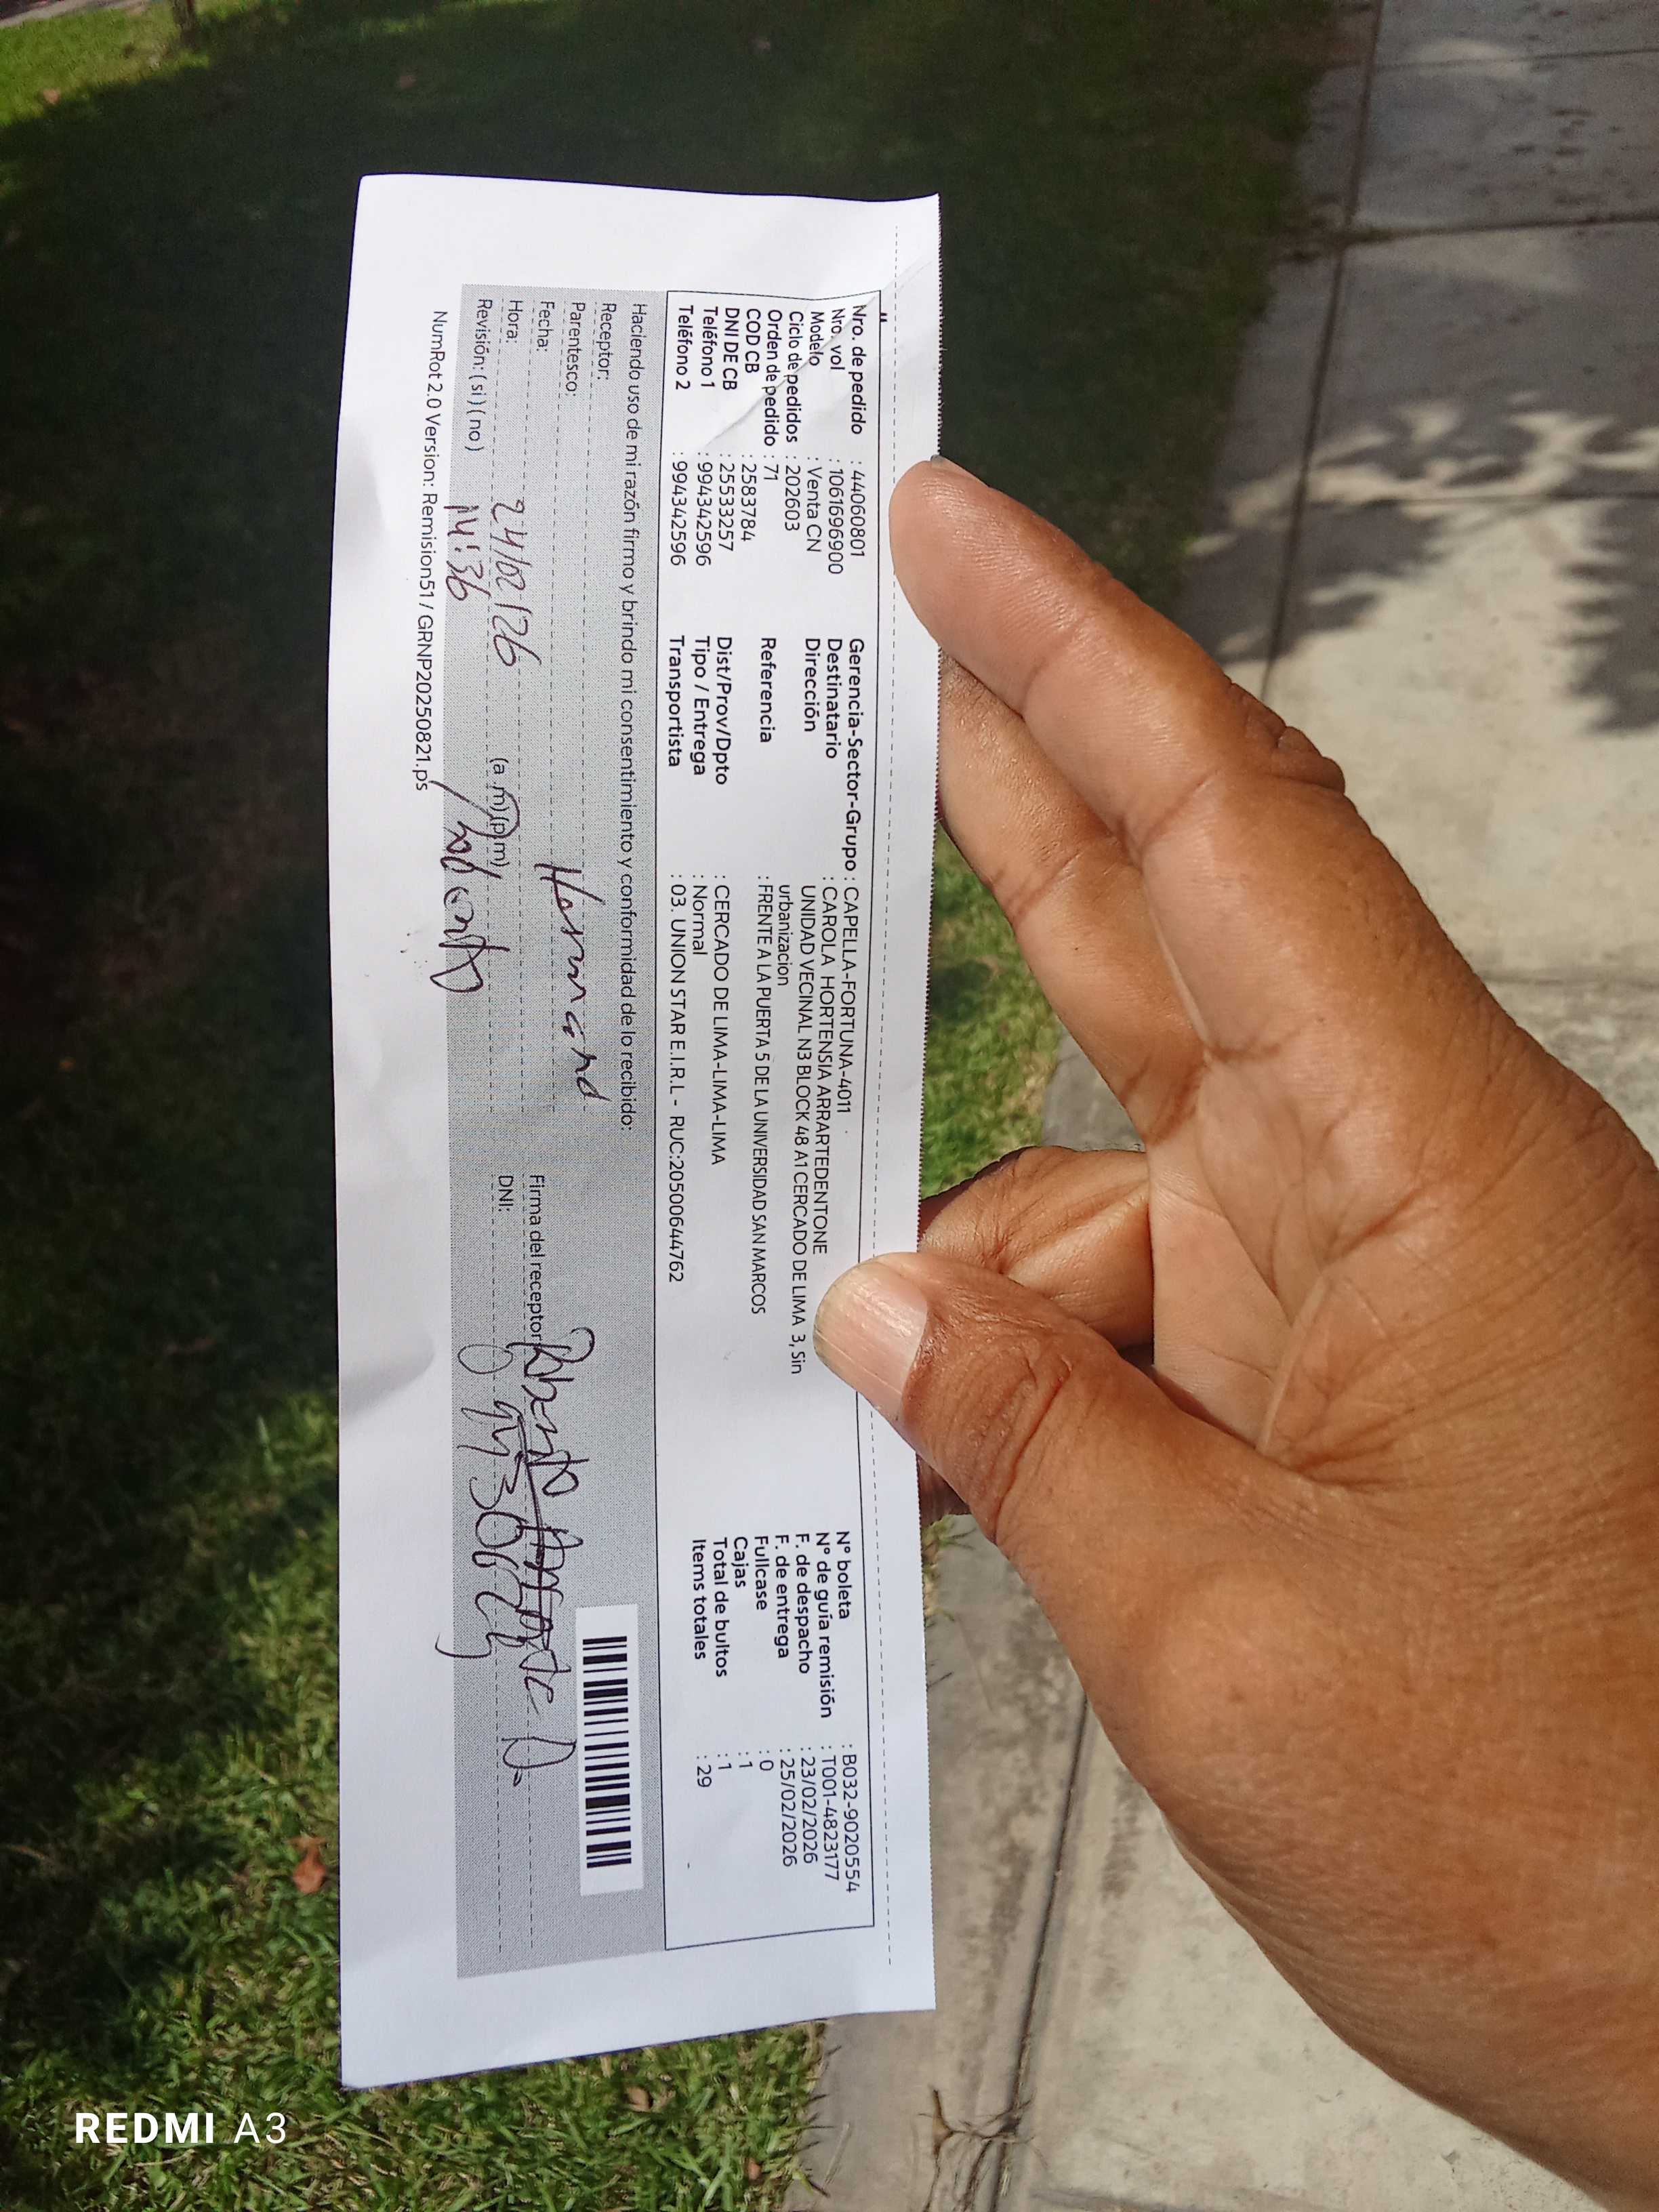 Nro. de pedido : 44060801
Nro. vol : 1061696900
Modelo : Venta CN
Ciclo de pedidos : 202603
Orden de pedido : 71
COD CB : 2583784
DNI DE CB : 25533257
Teléfono 1 : 994342596
Teléfono 2 : 994342596
Gerencia-Sector-Grupo : CAPELLA-FORTUNA-4011
Destinatario : CAROLA HORTENSIA ARRARTEDENTONE
Dirección UNIDAD VECINAL N3 BLOCK 48 A1 CERCADO DE LIMA 3, Sin
urbanizacion
Referencia : FRENTE A LA PUERTA 5 DE LA UNIVERSIDAD SAN MARCOS
Dist/Prov/Dpto : CERCADO DE LIMA-LIMA-LIMA
Tipo / Entrega : Normal
Transportista : 03. UNION STAR E.I.R.L - RUC:20500644762
N° boleta : B032-9020554
N° de guía remisión : T001-4823177
F. de despacho : 23/02/2026
F. de entrega : 25/02/2026
Fullcase : 0
Cajas : 1
Total de bultos : 1
Items totales : 29
Haciendo uso de mi razón firmo y brindo mi consentimiento y conformidad de lo recibido:
Receptor:
Parentesco:
Fecha: 24/02/26
Hora: 14:36 (a m)(p m)
Revisión: ( si ) ( no )
Firma del receptor: Roberto
DNI:
NumRot 2.0 Version: Remision51 / GRNP20250821.ps
REDMI A3